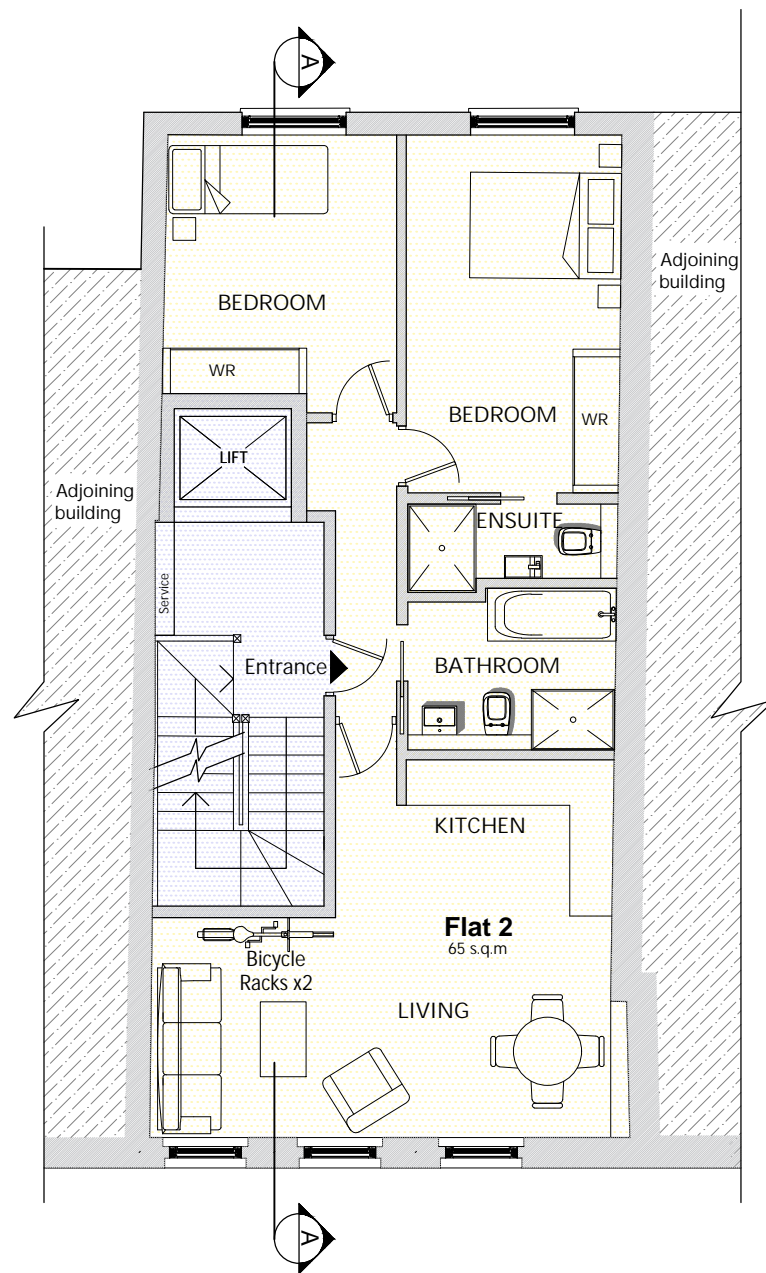 A
Adjoining
building
BEDROOM
WR
BEDROOM
WR
LIFT
Adjoining
building
ENSUITE
Service
Entrance
BATHROOM
KITCHEN
Flat 2
65 s.q.m
Bicycle
Racks x2
LIVING
A